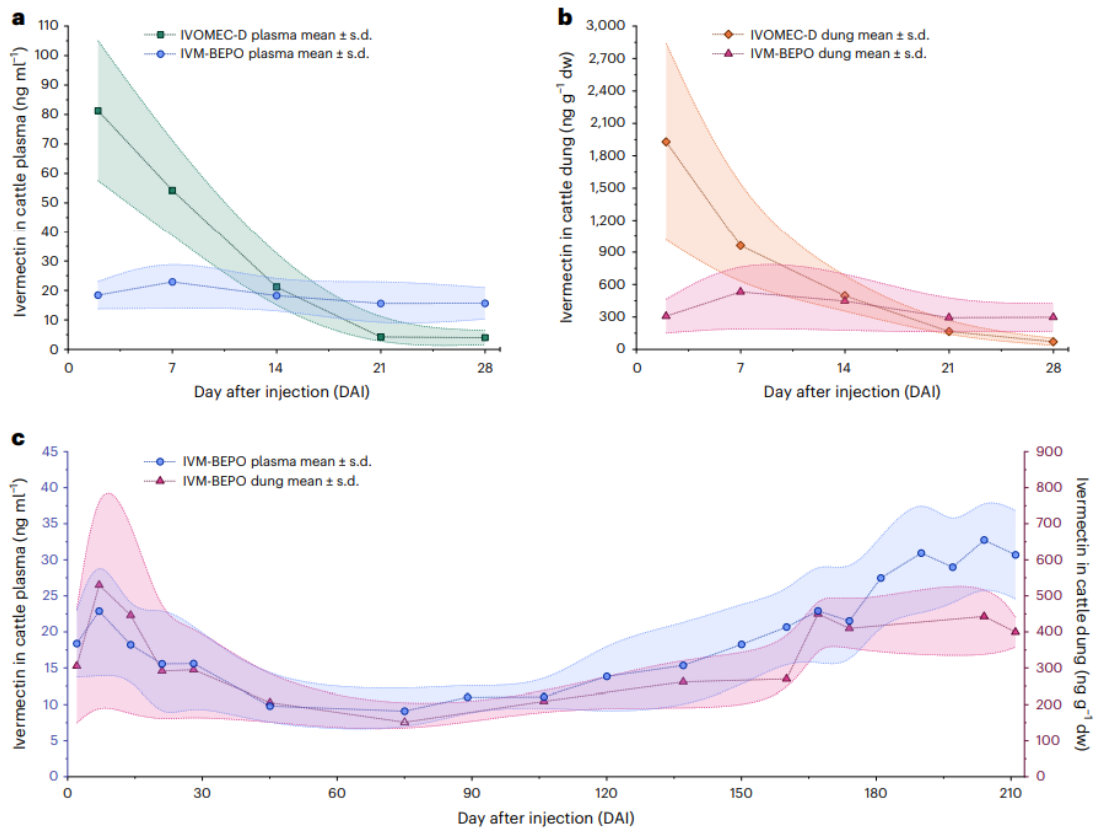 a
IVOMEC-D plasma mean ± s.d.
IVM-BEPO plasma mean ± s.d.
Ivermectin in cattle plasma (ng ml⁻¹)
110
100
90
80
70
60
50
40
30
20
10
0
0 7 14 21 28
Day after injection (DAI)
b
IVOMEC-D dung mean ± s.d.
IVM-BEPO dung mean ± s.d.
Ivermectin in cattle dung (ng g⁻¹ dw)
3,000
2,700
2,400
2,100
1,800
1,500
1,200
900
600
300
0
0 7 14 21 28
Day after injection (DAI)
c
IVM-BEPO plasma mean ± s.d.
IVM-BEPO dung mean ± s.d.
Ivermectin in cattle plasma (ng ml⁻¹)
45
40
35
30
25
20
15
10
5
0
0 30 60 90 120 150 180 210
Day after injection (DAI)
900
800
700
600
500
400
300
200
100
0
Ivermectin in cattle dung (ng g⁻¹ dw)